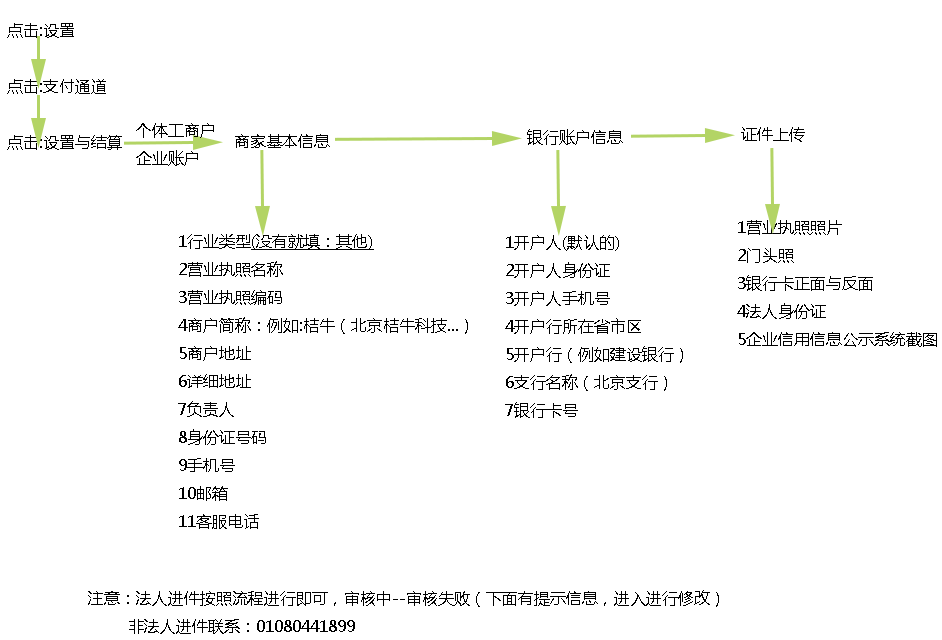 点击:设置
点击:支付通道
点击:设置与结算
个体工商户
企业账户
商家基本信息
银行账户信息
证件上传
1行业类型(没有就填：其他)
2营业执照名称
3营业执照编码
4商户简称：例如:桔牛（北京桔牛科技...）
5商户地址
6详细地址
7负责人
8身份证号码
9手机号
10邮箱
11客服电话
1开户人(默认的)
2开户人身份证
3开户人手机号
4开户行所在省市区
5开户行（例如建设银行）
6支行名称（北京支行）
7银行卡号
1营业执照照片
2门头照
3银行卡正面与反面
4法人身份证
5企业信用信息公示系统截图
注意：法人进件按照流程进行即可，审核中--审核失败（下面有提示信息，进入进行修改）
非法人进件联系：01080441899